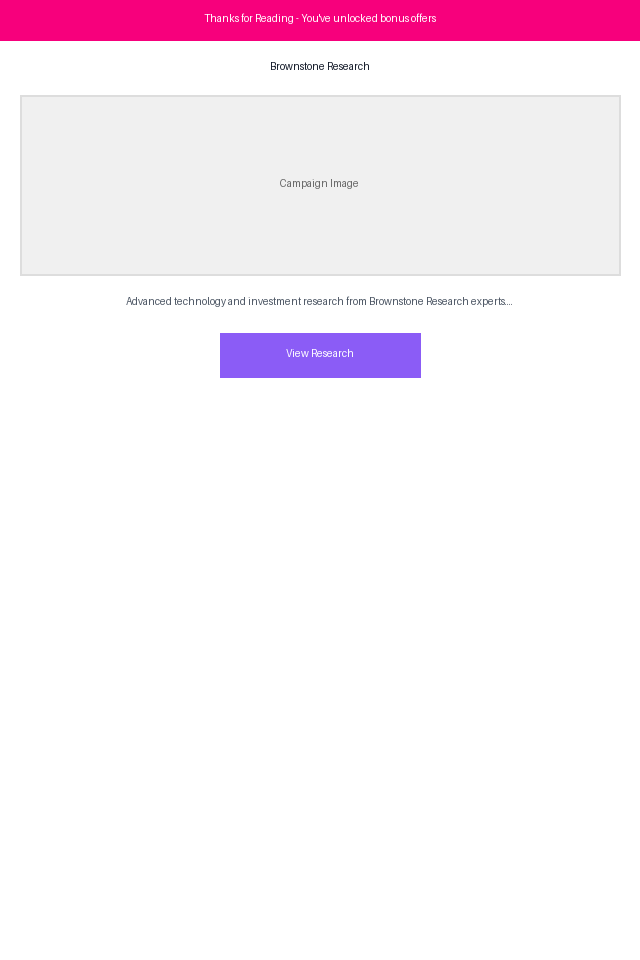 Thanks for Reading - You've unlocked bonus offers
Brownstone Research
Campaign Image
Advanced technology and investment research from Brownstone Research experts....
View Research